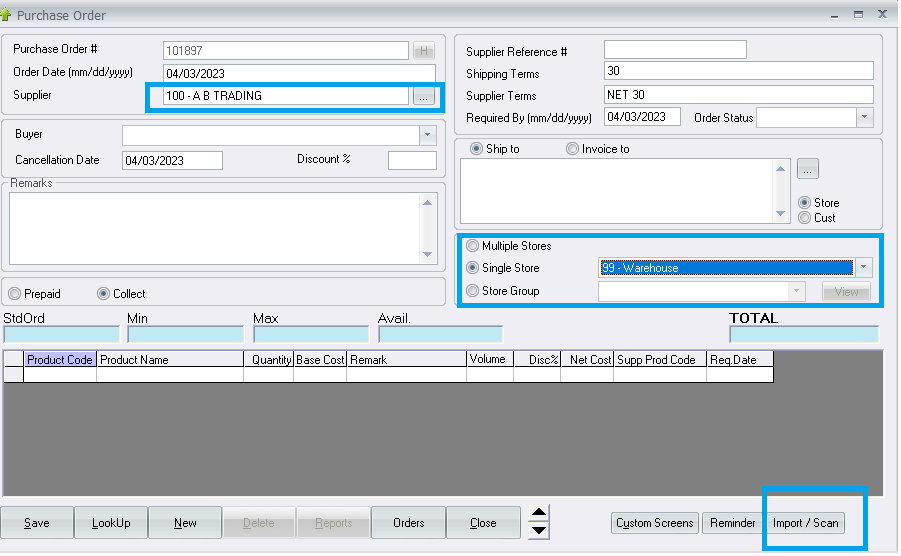 Purchase Order
Purchase Order # 101897 H
Order Date (mm/dd/yyyy) 04/03/2023
Supplier 100 - A B TRADING ...
Supplier Reference #
Shipping Terms 30
Supplier Terms NET 30
Required By (mm/dd/yyyy) 04/03/2023 Order Status
Buyer
Cancellation Date 04/03/2023 Discount %
Remarks
Ship to Invoice to
...
Store
Cust
Multiple Stores
Single Store 99 - Warehouse
Store Group View
Prepaid Collect
StdOrd Min Max Avail. TOTAL
Product Code Product Name Quantity Base Cost Remark Volume Disc% Net Cost Supp Prod Code Req.Date
Save LookUp New Delete Reports Orders Close Custom Screens Reminder Import / Scan